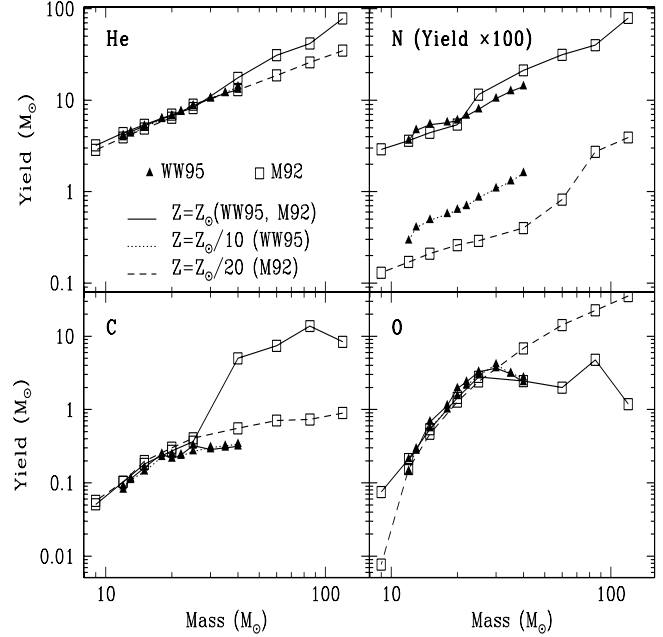 He
N (Yield ×100)
100
10
1
0.1
Yield (M⊙)
▲ WW95 □ M92
Z=Z⊙(WW95, M92)
Z=Z⊙/10 (WW95)
Z=Z⊙/20 (M92)
C
O
10
1
0.1
0.01
Yield (M⊙)
10 100 10 100
Mass (M⊙) Mass (M⊙)